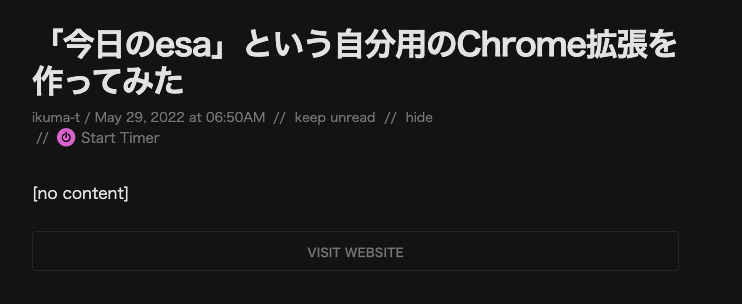 「今日のesa」という自分用のChrome拡張を
作ってみた
ikuma-t / May 29, 2022 at 06:50AM // keep unread // hide
// Start Timer
[no content]
VISIT WEBSITE